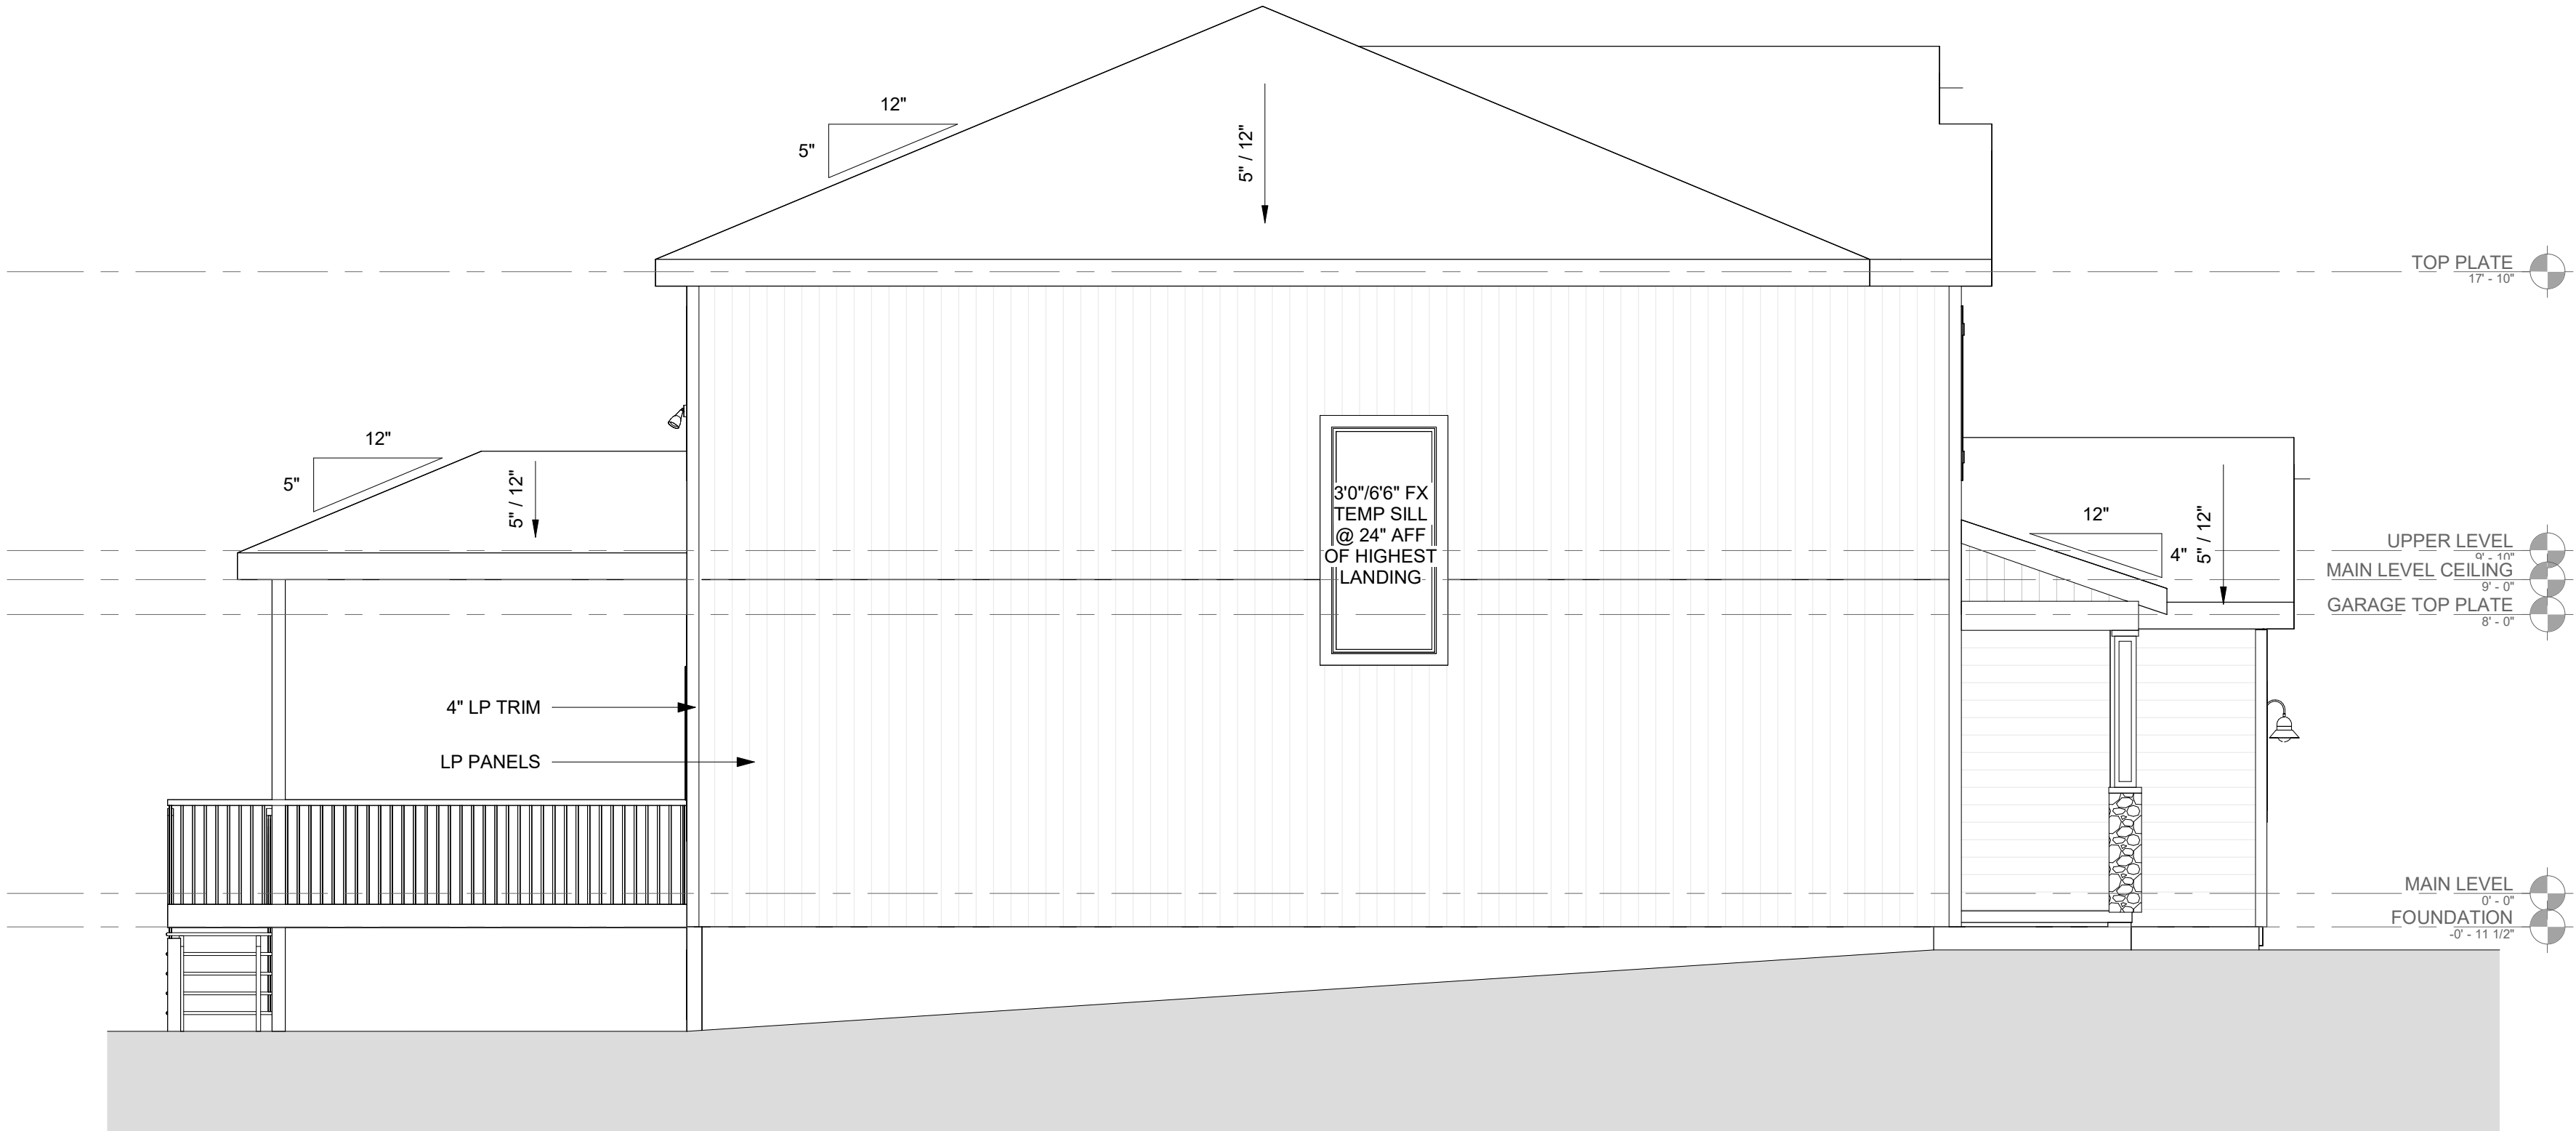 12"
5"
5" / 12"
TOP PLATE
17' - 10"
12"
5"
5" / 12"
3'0"/6'6" FX
TEMP SILL
@ 24" AFF
OF HIGHEST
LANDING
12"
4"
5" / 12"
UPPER LEVEL
9' - 10"
MAIN LEVEL CEILING
9' - 0"
GARAGE TOP PLATE
8' - 0"
4" LP TRIM
LP PANELS
MAIN LEVEL
0' - 0"
FOUNDATION
-0' - 11 1/2"